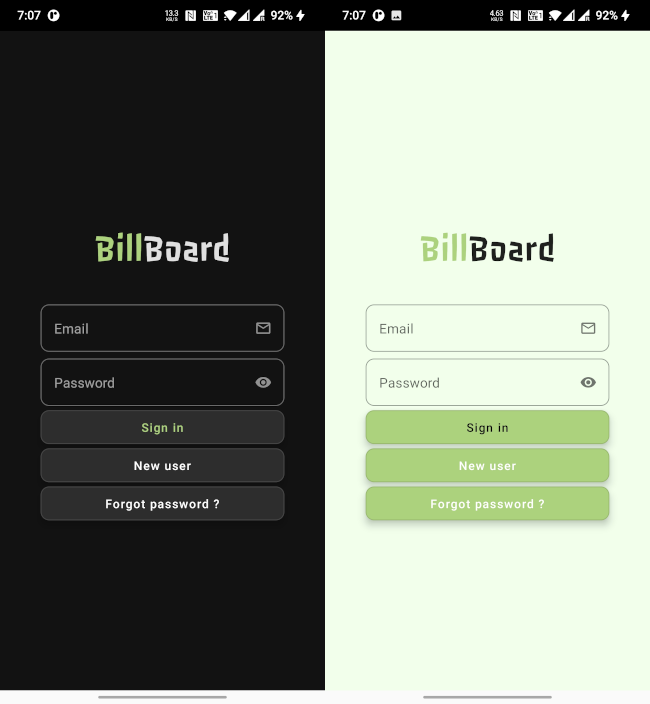 7:07 13.3 KB/S 92%
BillBoard
Email
Password
Sign in
New user
Forgot password ?
7:07 4.63 KB/S 92%
BillBoard
Email
Password
Sign in
New user
Forgot password ?